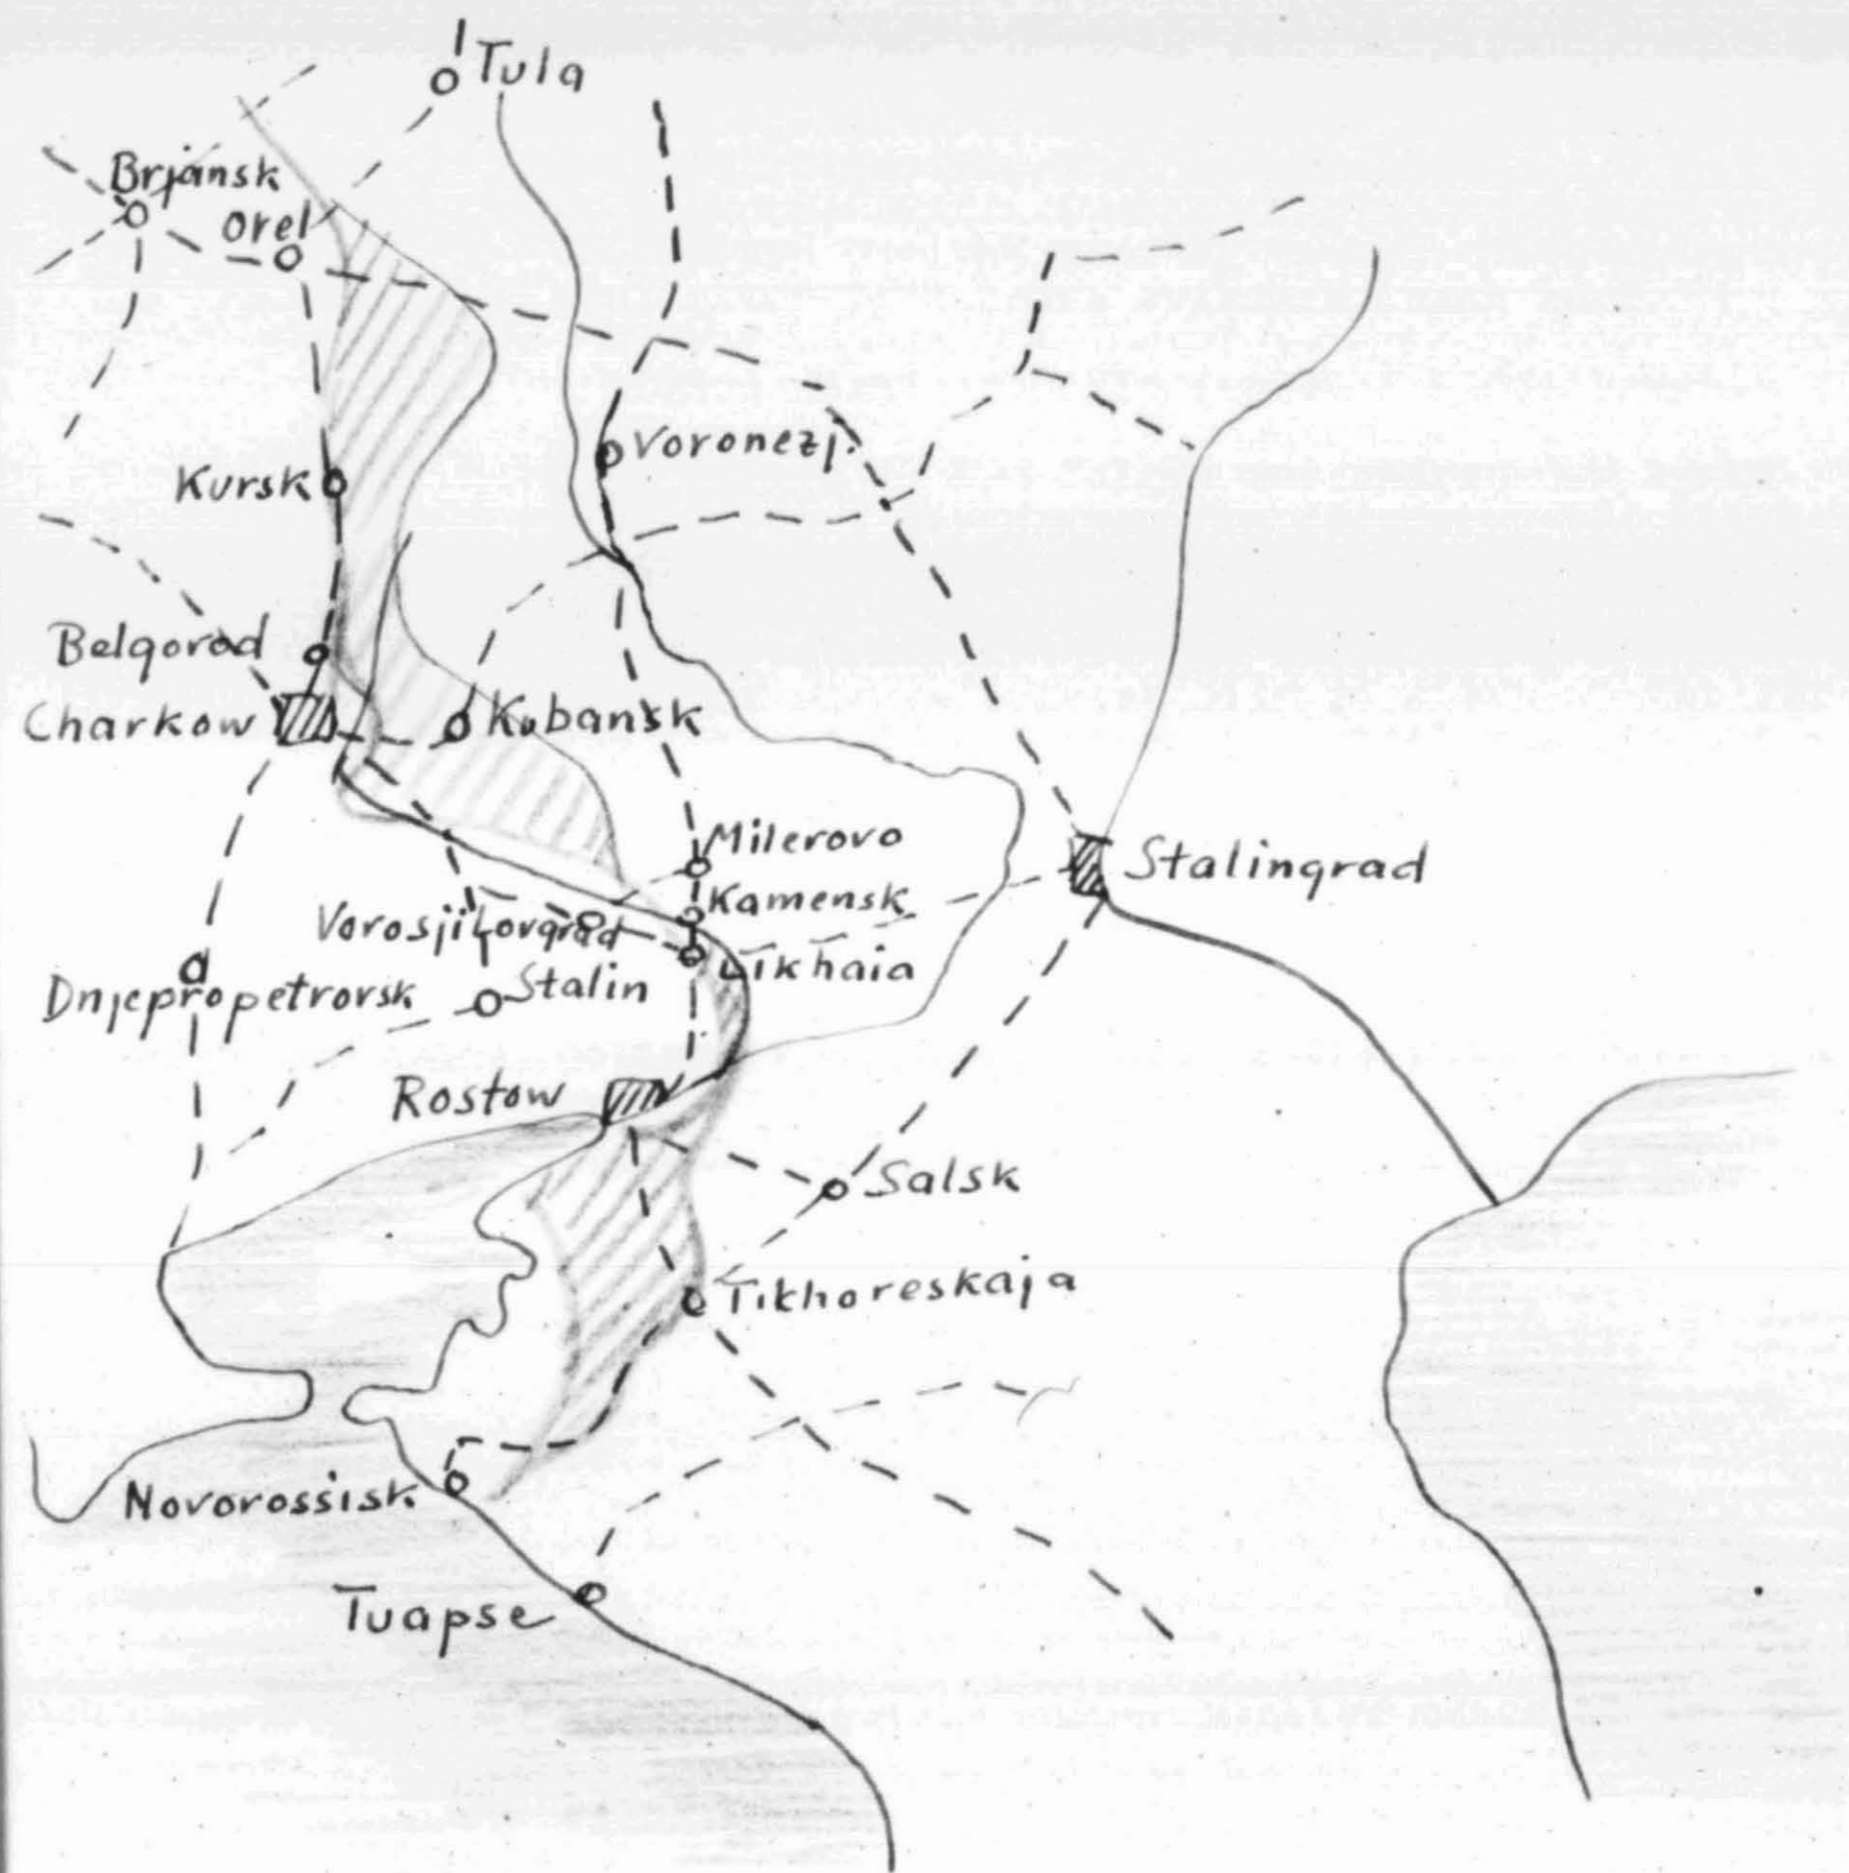 Tula
Brjansk
Orel
Voronezj.
Kursk
Belgorod
Charkow
Kubansk
Milerovo
Stalingrad
Kamensk
Vorosjilovgrad
Likhaia
Stalin
Dnjepropetrovsk
Rostow
Salsk
Tikhoreskaja
Novorossisk
Tuapse